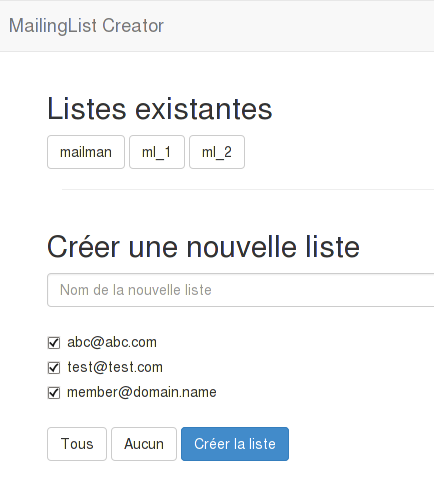 MailingList Creator
Listes existantes
mailman ml_1 ml_2
Créer une nouvelle liste
Nom de la nouvelle liste
abc@abc.com
test@test.com
member@domain.name
Tous Aucun Créer la liste